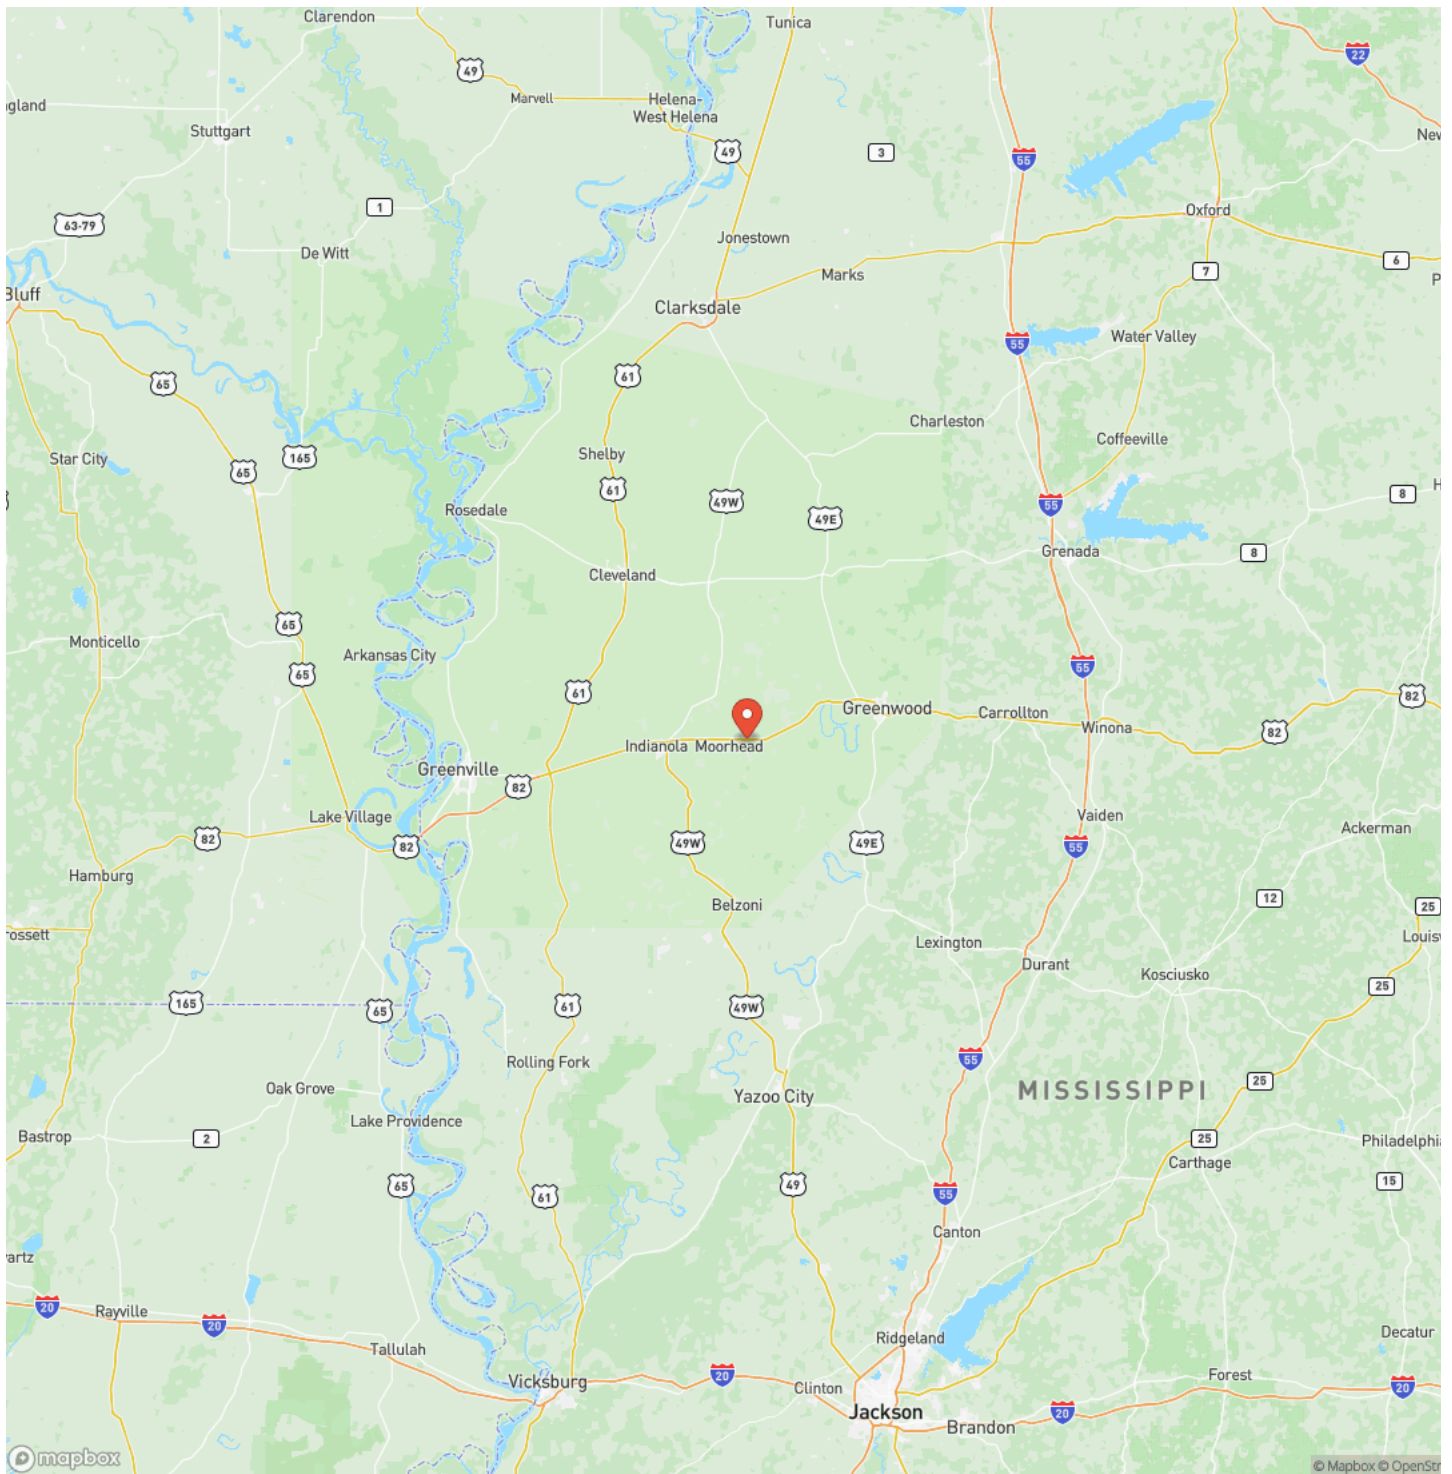 Clarendon
Tunica
49
22
Marvell
Helena-
West Helena
gland
Stuttgart
New
49
3
55
1
Oxford
63-79
Jonestown
De Witt
6
7
Marks
Bluff
Clarksdale
P
Water Valley
55
61
65
Charleston
Coffeeville
Shelby
Star City
165
65
61
49W
H
8
55
Rosedale
49E
Grenada
8
Cleveland
65
Monticello
Arkansas City
55
65
61
82
Greenwood
Carrollton
Winona
82
Indianola
Moorhead
Greenville
82
Lake Village
Vaiden
Ackerman
82
82
49W
49E
55
Hamburg
12
Belzoni
25
rossett
Lexington
Louisv
Durant
Kosciusko
25
165
65
61
49W
Rolling Fork
55
25
Oak Grove
MISSISSIPPI
Yazoo City
Lake Providence
Bastrop
2
25
Philadelphia
Carthage
65
61
49
55
15
Canton
vartz
20
Rayville
20
Ridgeland
Decatur
Tallulah
Vicksburg
20
Clinton
Forest
20
Jackson
20
Brandon
mapbox
© Mapbox © OpenStr